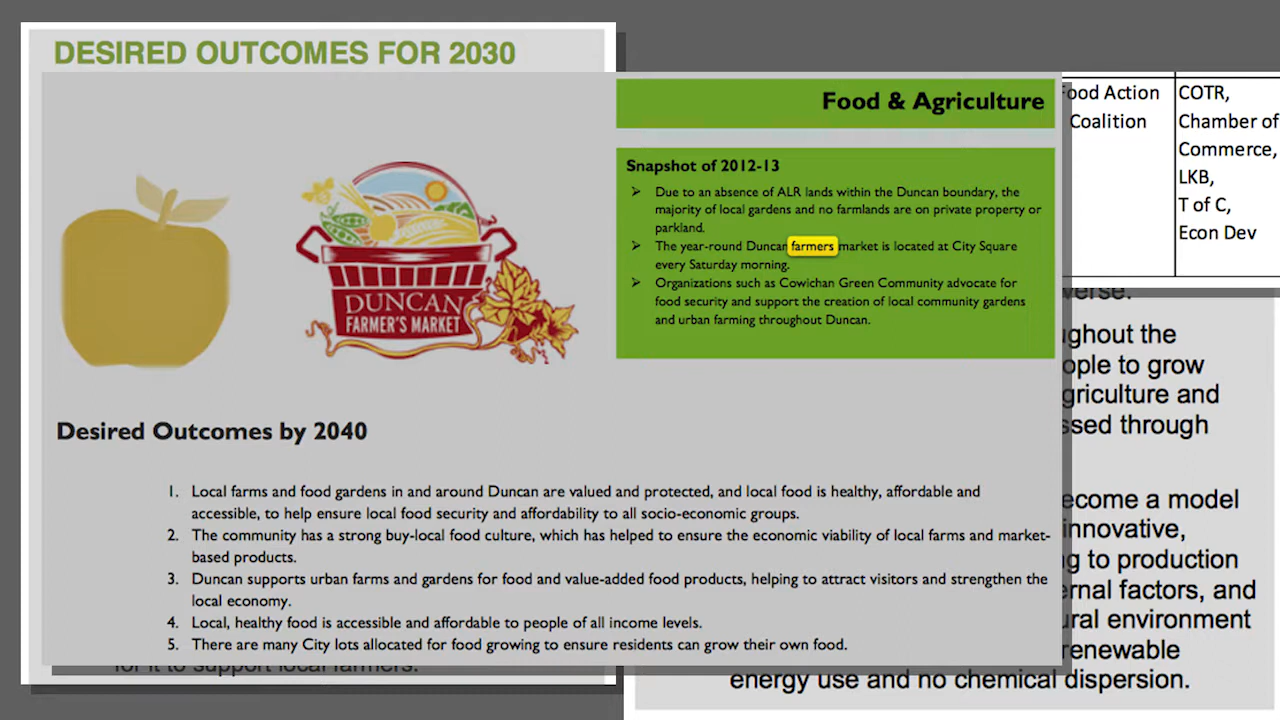 DESIRED OUTCOMES FOR 2030
Food & Agriculture
Snapshot of 2012-13
Due to an absence of ALR lands within the Duncan boundary, the
majority of local gardens and no farmlands are on private property or
parkland.
The year-round Duncan farmers market is located at City Square
every Saturday morning.
Organizations such as Cowichan Green Community advocate for
food security and support the creation of local community gardens
and urban farming throughout Duncan.
DUNCAN
FARMER'S MARKET
Desired Outcomes by 2040
1. Local farms and food gardens in and around Duncan are valued and protected, and local food is healthy, affordable and
accessible, to help ensure local food security and affordability to all socio-economic groups.
2. The community has a strong buy-local food culture, which has helped to ensure the economic viability of local farms and market-
based products.
3. Duncan supports urban farms and gardens for food and value-added food products, helping to attract visitors and strengthen the
local economy.
4. Local, healthy food is accessible and affordable to people of all income levels.
5. There are many City lots allocated for food growing to ensure residents can grow their own food.
for it to support local farmers.
Food Action
Coalition
COTR,
Chamber of
Commerce,
LKB,
T of C,
Econ Dev
the
to grow
and
through
a model
innovative,
to production
factors, and
environment
renewable
energy use and no chemical dispersion.